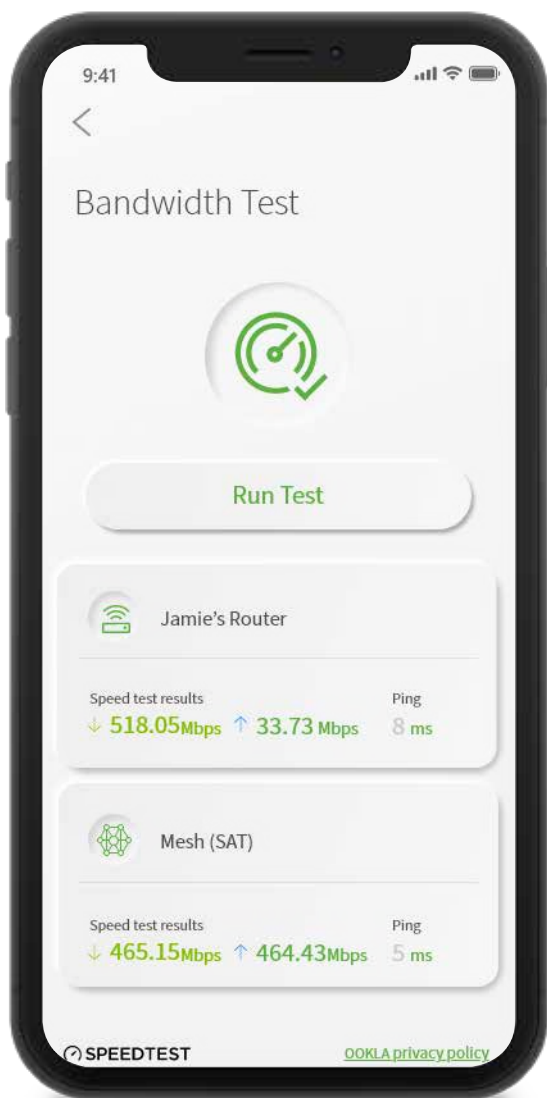 9:41
Bandwidth Test
Run Test
Jamie's Router
Speed test results Ping
↓ 518.05Mbps ↑ 33.73 Mbps 8 ms
Mesh (SAT)
Speed test results Ping
↓ 465.15Mbps ↑ 464.43Mbps 5 ms
SPEEDTEST OOKLA privacy policy